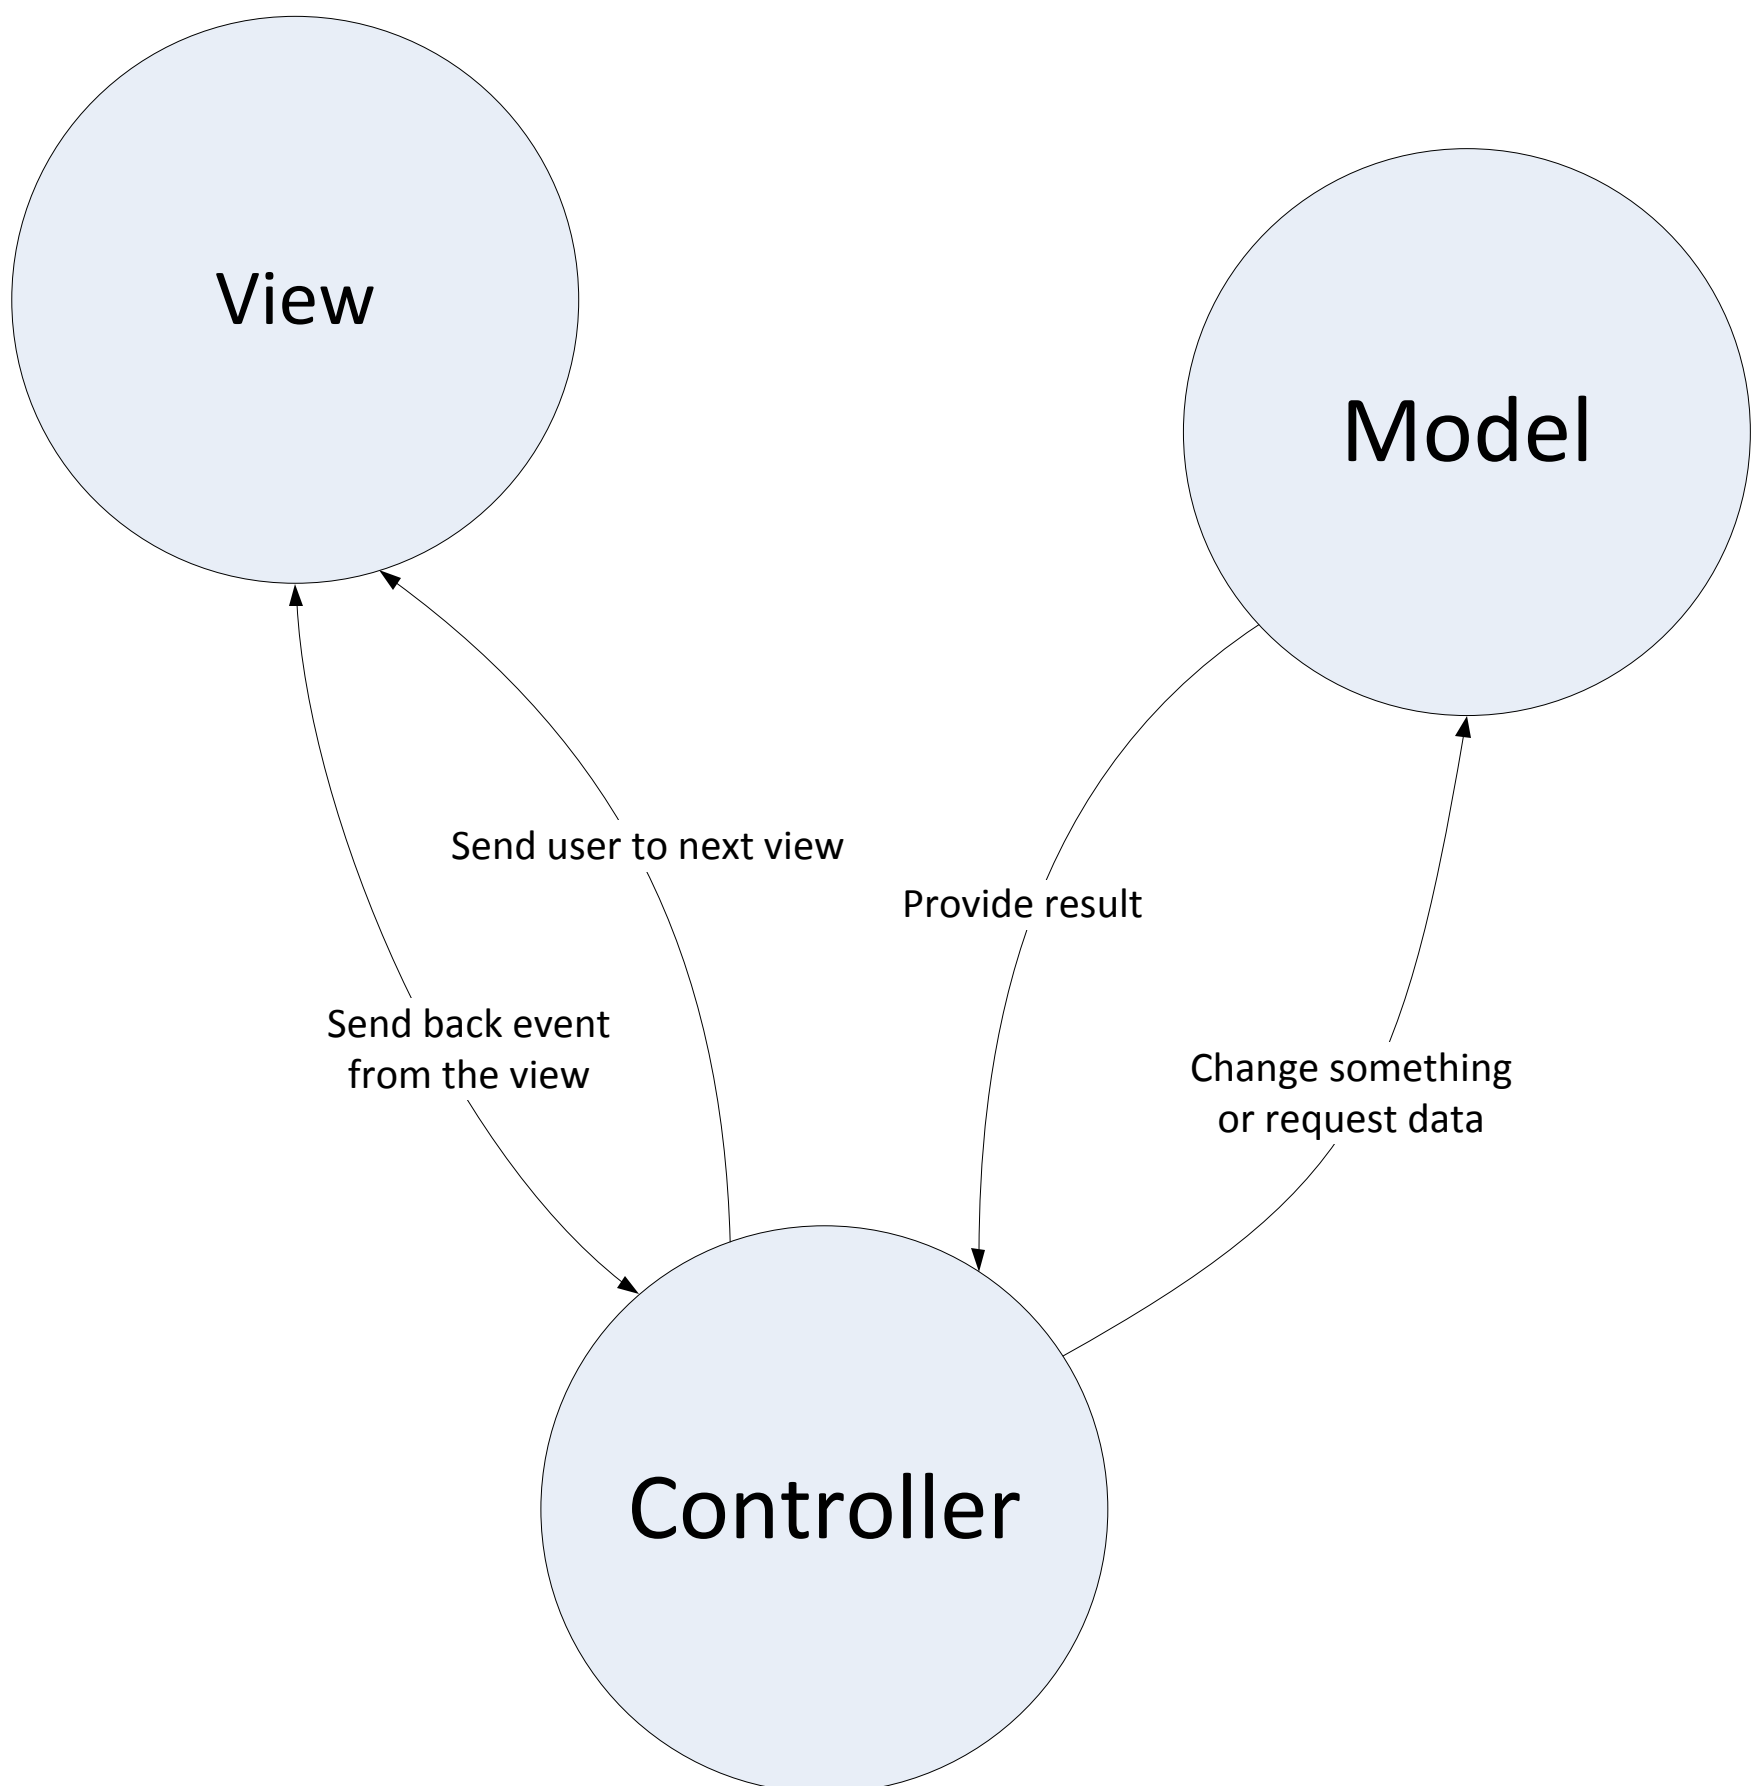 View
Model
Send user to next view
Provide result
Send back event
from the view
Change something
or request data
Controller